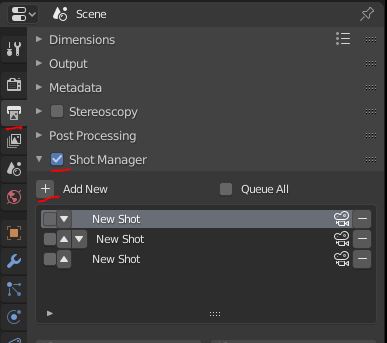 Scene
Dimensions
Output
Metadata
Stereoscopy
Post Processing
Shot Manager
Add New
Queue All
New Shot
New Shot
New Shot